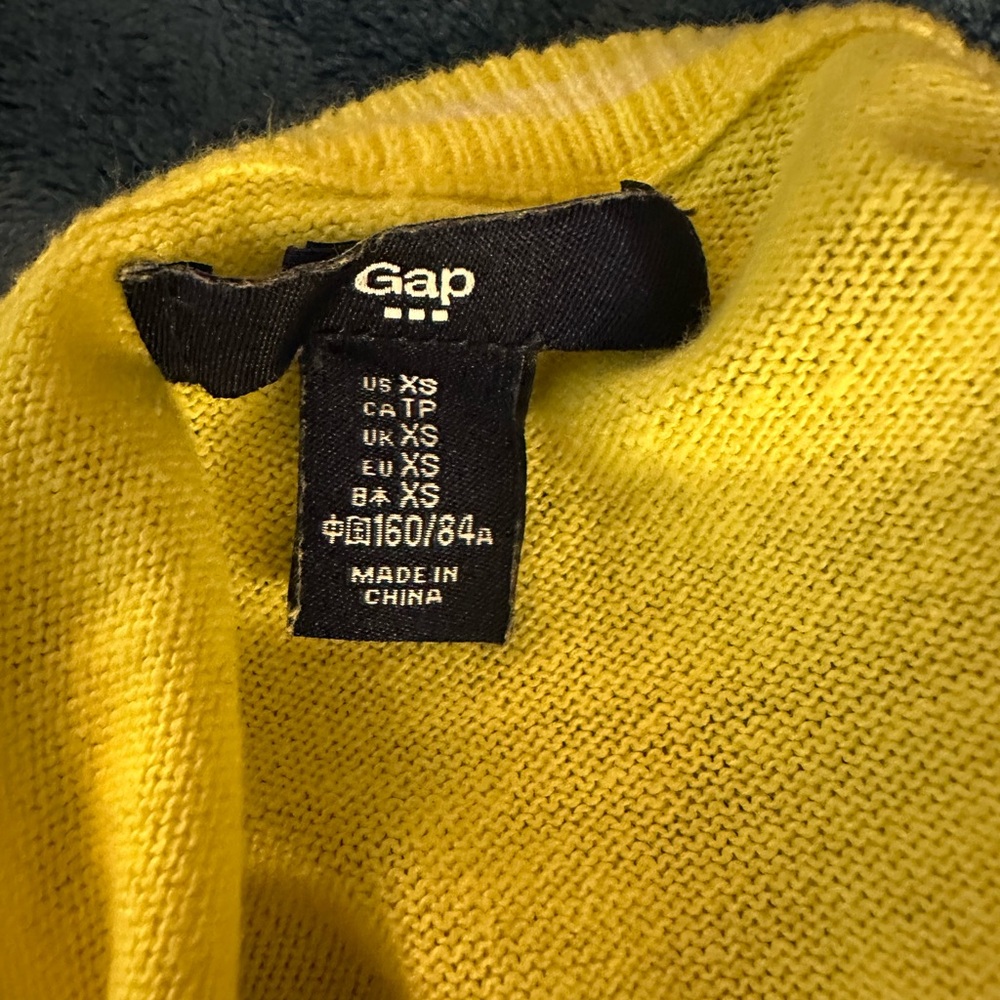 Gap
US XS
CA TP
UK XS
EU XS
日本 XS
中国160/84A
MADE IN
CHINA